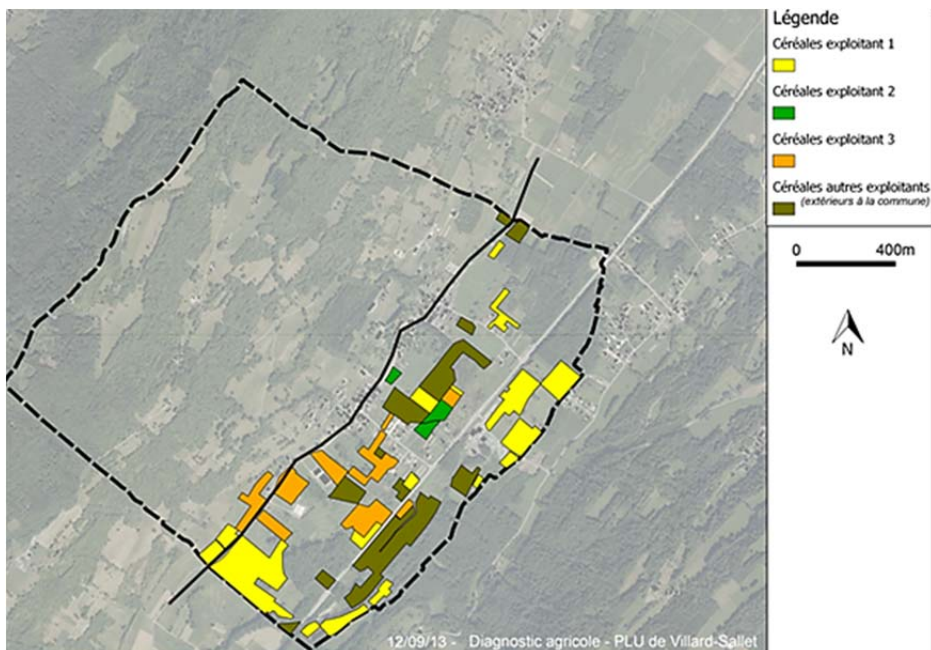 Légende
Céréales exploitant 1
Céréales exploitant 2
Céréales exploitant 3
Céréales autres exploitants
(extérieurs à la commune)
0 400m
N
12/09/13 - Diagnostic agricole - PLU de Villard-Sallet